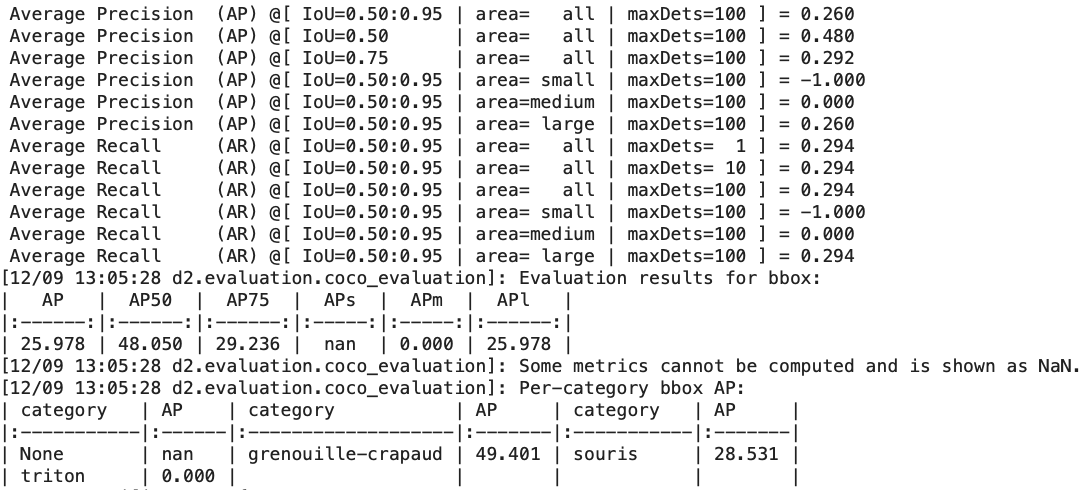 Average Precision  (AP) @[ IoU=0.50:0.95 | area=   all | maxDets=100 ] = 0.260
Average Precision  (AP) @[ IoU=0.50      | area=   all | maxDets=100 ] = 0.480
Average Precision  (AP) @[ IoU=0.75      | area=   all | maxDets=100 ] = 0.292
Average Precision  (AP) @[ IoU=0.50:0.95 | area= small | maxDets=100 ] = -1.000
Average Precision  (AP) @[ IoU=0.50:0.95 | area=medium | maxDets=100 ] = 0.000
Average Precision  (AP) @[ IoU=0.50:0.95 | area= large | maxDets=100 ] = 0.260
Average Recall     (AR) @[ IoU=0.50:0.95 | area=   all | maxDets=  1 ] = 0.294
Average Recall     (AR) @[ IoU=0.50:0.95 | area=   all | maxDets= 10 ] = 0.294
Average Recall     (AR) @[ IoU=0.50:0.95 | area=   all | maxDets=100 ] = 0.294
Average Recall     (AR) @[ IoU=0.50:0.95 | area= small | maxDets=100 ] = -1.000
Average Recall     (AR) @[ IoU=0.50:0.95 | area=medium | maxDets=100 ] = 0.000
Average Recall     (AR) @[ IoU=0.50:0.95 | area= large | maxDets=100 ] = 0.294
[12/09 13:05:28 d2.evaluation.coco_evaluation]: Evaluation results for bbox:
|   AP   |  AP50  |  AP75  |  APs  |  APm  |  APl   |
|:------:|:------:|:------:|:-----:|:-----:|:------:|
| 25.978 | 48.050 | 29.236 |  nan  | 0.000 | 25.978 |
[12/09 13:05:28 d2.evaluation.coco_evaluation]: Some metrics cannot be computed and is shown as NaN.
[12/09 13:05:28 d2.evaluation.coco_evaluation]: Per-category bbox AP:
| category   | AP    | category           | AP     | category   | AP     |
|:-----------|:------|:-------------------|:-------|:-----------|:-------|
| None       | nan   | grenouille-crapaud | 49.401 | souris     | 28.531 |
| triton     | 0.000 |                    |        |            |        |